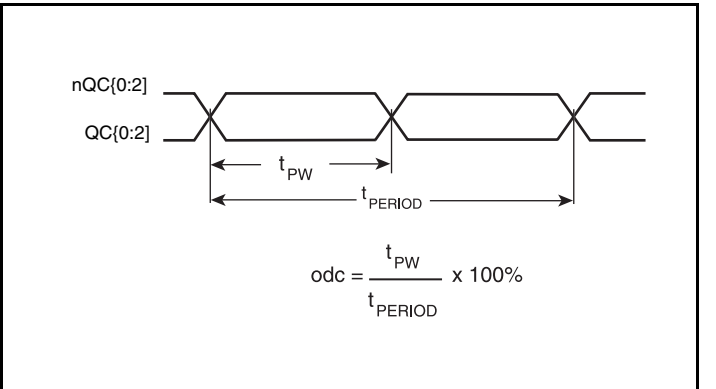 nQC{0:2]
QC{0:2]
tPW
tPERIOD
odc = tPW / tPERIOD x 100%